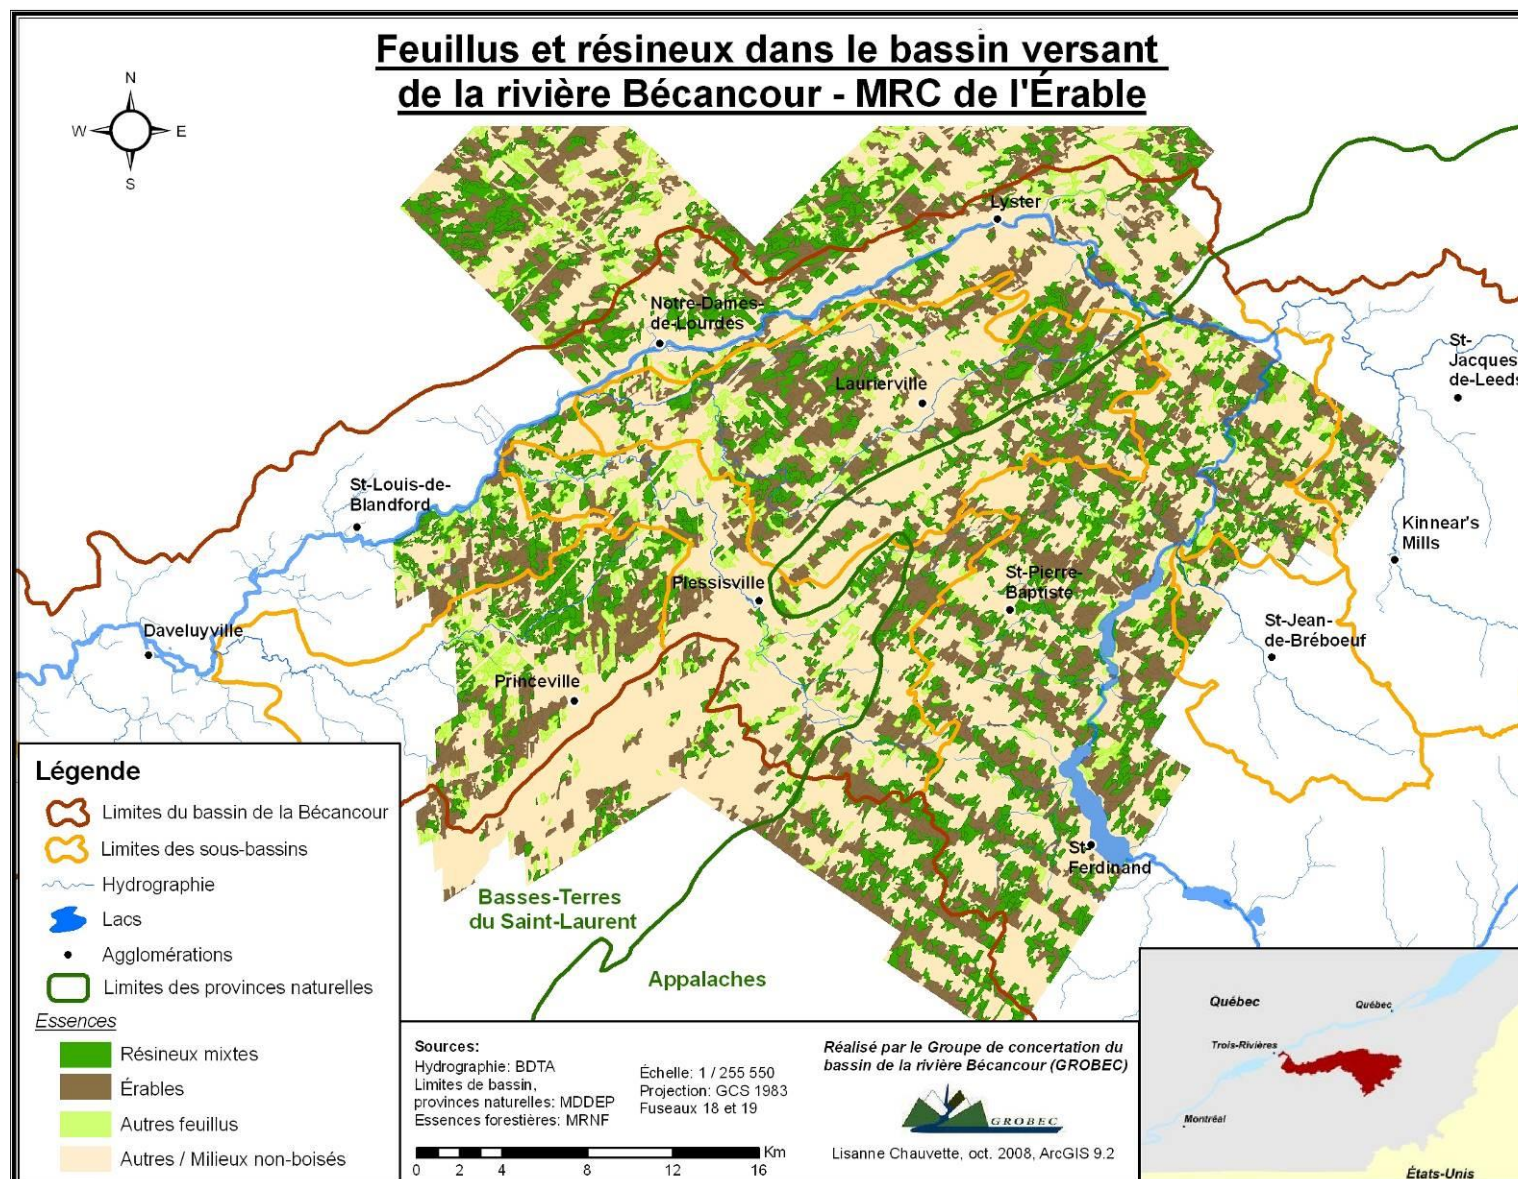 Feuillus et résineux dans le bassin versant
de la rivière Bécancour - MRC de l'Érable
N
W
E
S
Lyster
Notre-Dames-
de-Lourdes
St-
Jacques-
de-Leeds
Laurierville
St-Louis-de-
Blandford
Kinnear's
Mills
Plessisville
St-Pierre-
Baptiste
Daveluyville
St-Jean-
de-Bréboeuf
Princeville
St-
Ferdinand
Basses-Terres
du Saint-Laurent
Appalaches
Légende
Limites du bassin de la Bécancour
Limites des sous-bassins
Hydrographie
Lacs
Agglomérations
Limites des provinces naturelles
Essences
Résineux mixtes
Érables
Autres feuillus
Autres / Milieux non-boisés
Sources:
Hydrographie: BDTA
Limites de bassin,
provinces naturelles: MDDEP
Essences forestières: MRNF
Échelle: 1 / 255 550
Projection: GCS 1983
Fuseaux 18 et 19
0 2 4 8 12 16 Km
Réalisé par le Groupe de concertation du
bassin de la rivière Bécancour (GROBEC)
GROBEC
Lisanne Chauvette, oct. 2008, ArcGIS 9.2
Québec
Québec
Trois-Rivières
Montréal
États-Unis